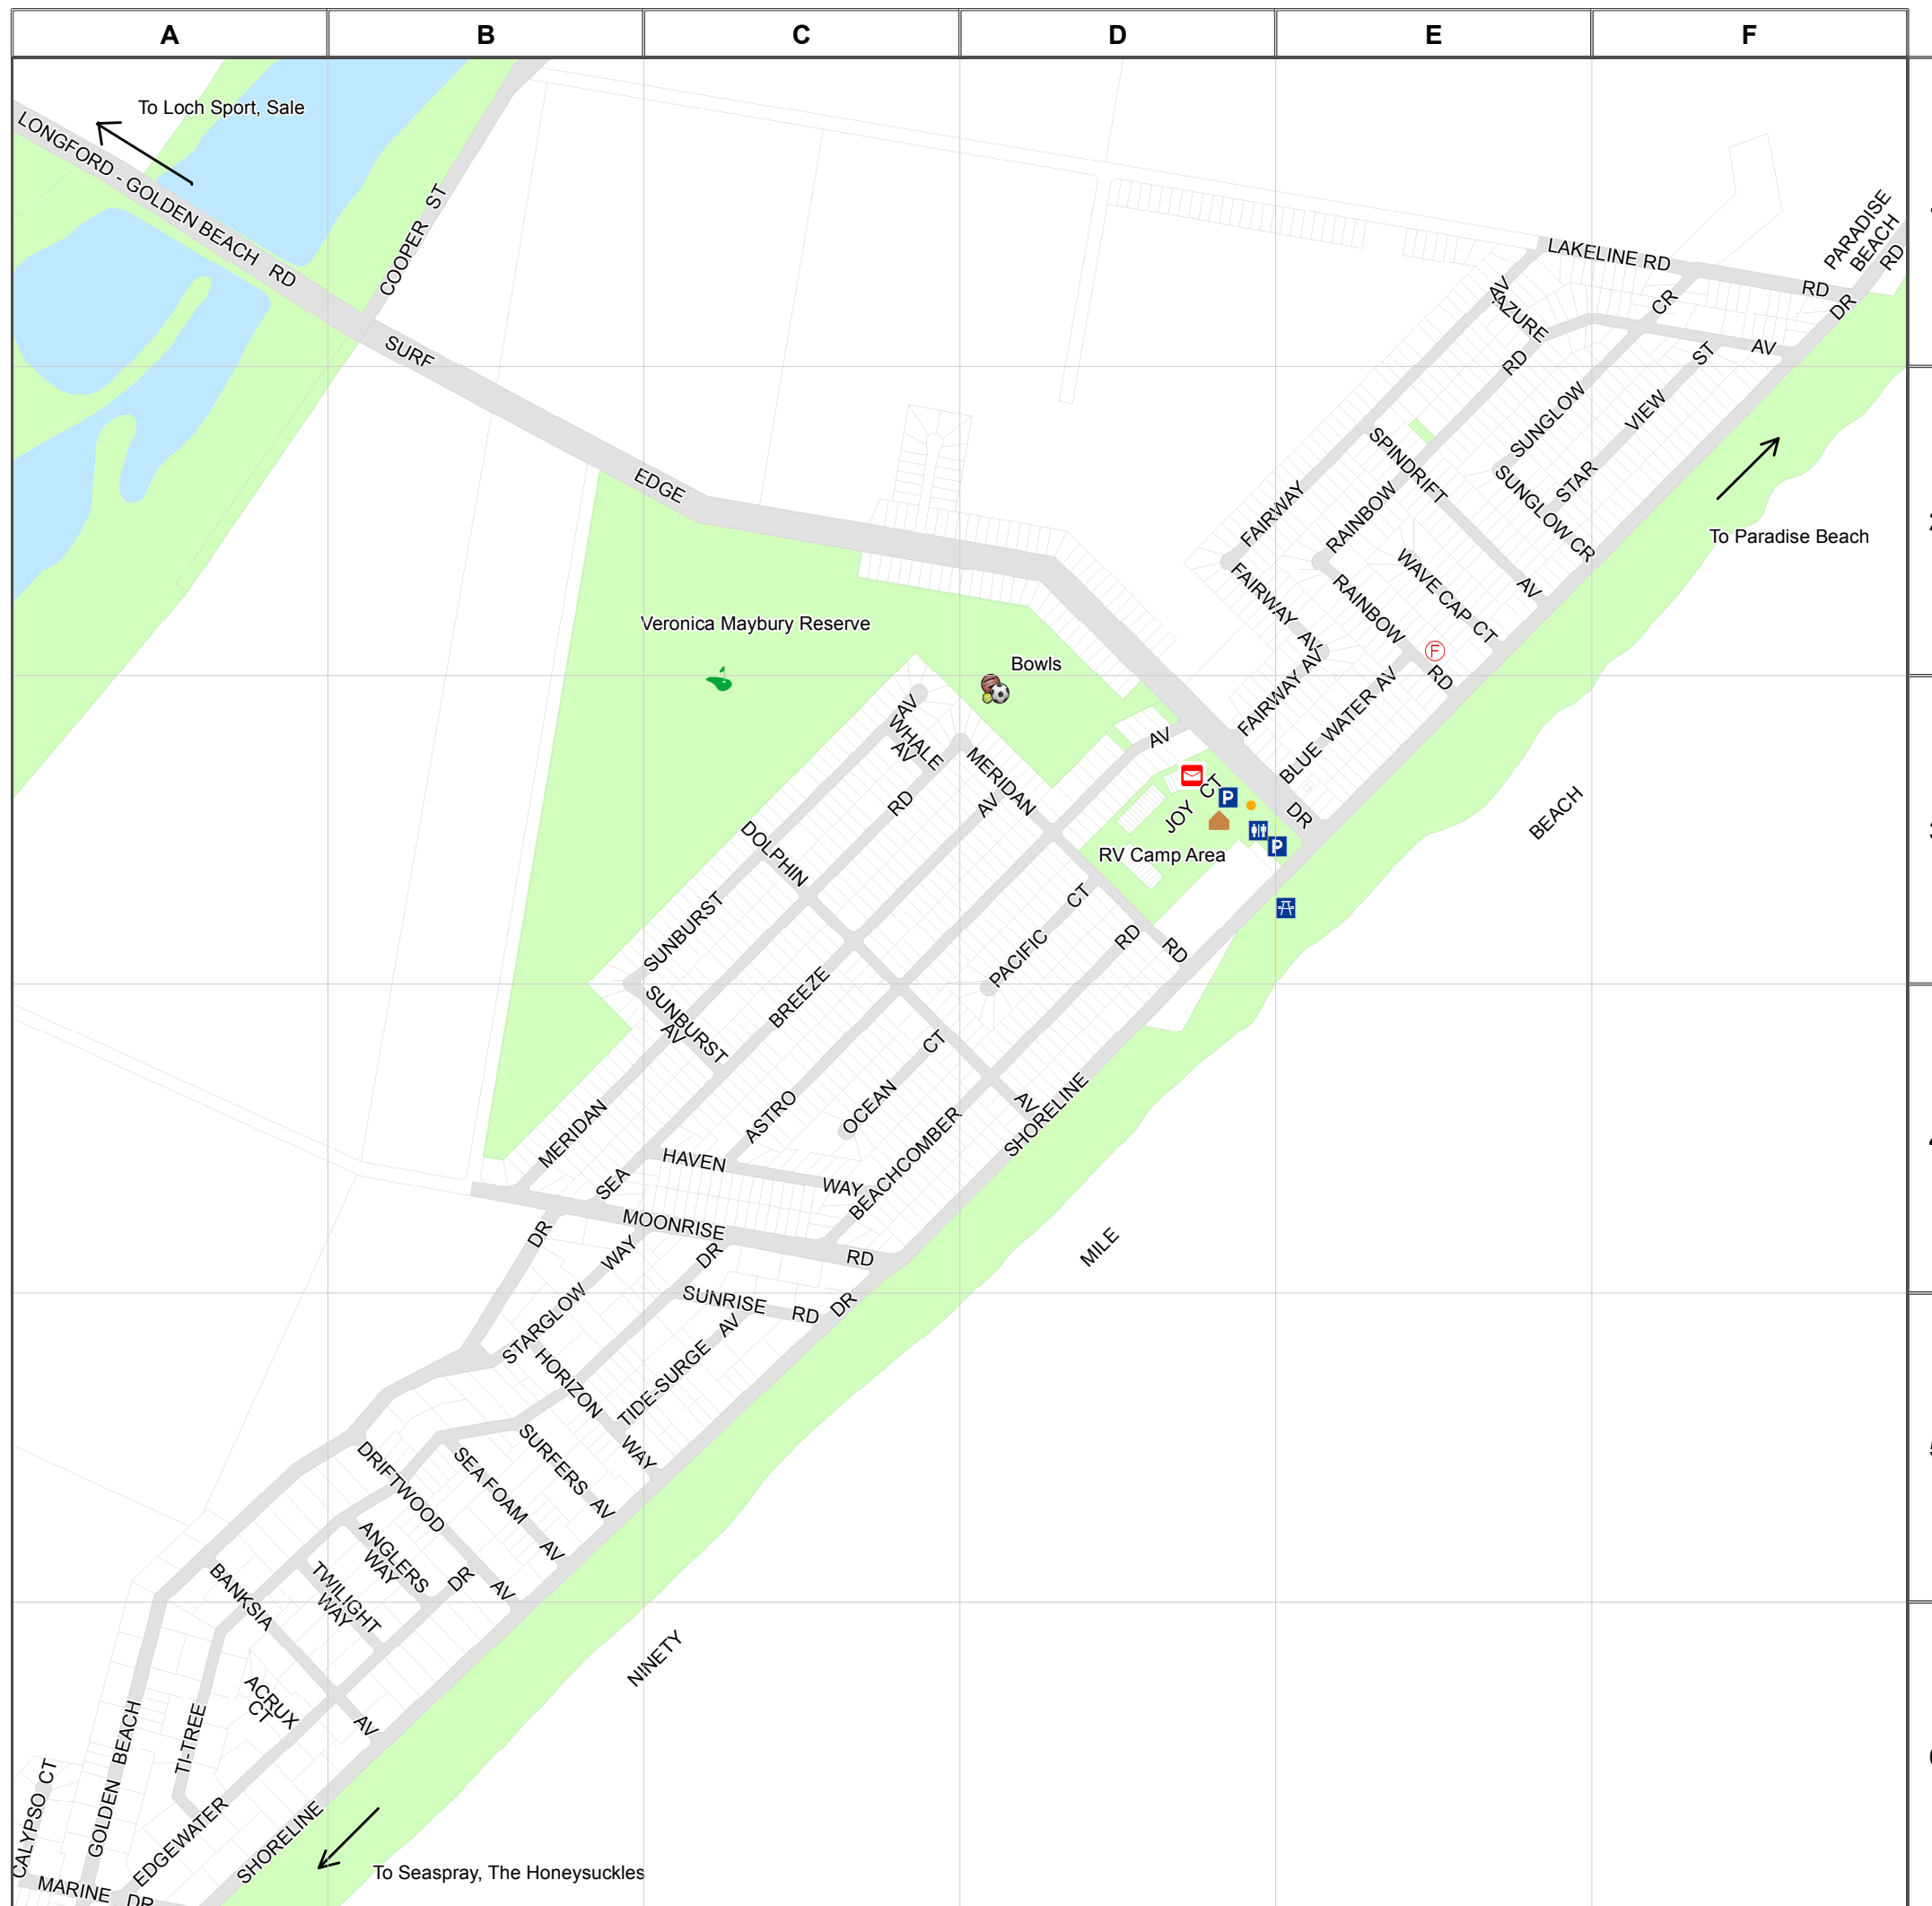 A B C D E F
To Loch Sport, Sale
LONGFORD - GOLDEN BEACH RD
COOPER ST
SURF
EDGE
DR
LAKELINE RD
RD
PARADISE
BEACH
RD
DR
AV
AZURE
RD
CR
ST
AV
SUNGLOW
VIEW
STAR
SPINDRIFT
AV
SUNGLOW CR
FAIRWAY
RAINBOW
To Paradise Beach
WAVE CAP CT
FAIRWAY AV
RAINBOW
RD
F
FAIRWAY AV
BLUE WATER AV
Veronica Maybury Reserve
Bowls
AV
WHALE
AV
MERIDAN
RD
AV
AV
JOY CT
P
P
RV Camp Area
BEACH
DOLPHIN
SUNBURST
PACIFIC CT
RD
RD
SUNBURST
AV
BREEZE
OCEAN CT
ASTRO
AV
SHORELINE
MERIDAN
SEA
HAVEN
WAY
BEACHCOMBER
MOONRISE
RD
MILE
DR
STARGLOW WAY
DR
SUNRISE RD
DR
HORIZON
WAY
TIDE-SURGE AV
SURFERS AV
SEA FOAM
AV
DRIFTWOOD
AV
ANGLERS
WAY
TWILIGHT
WAY
DR
BANKSIA
AV
ACRUX
CT
NINETY
TI-TREE
GOLDEN BEACH
CALYPSO CT
EDGEWATER
SHORELINE
To Seaspray, The Honeysuckles
MARINE DR